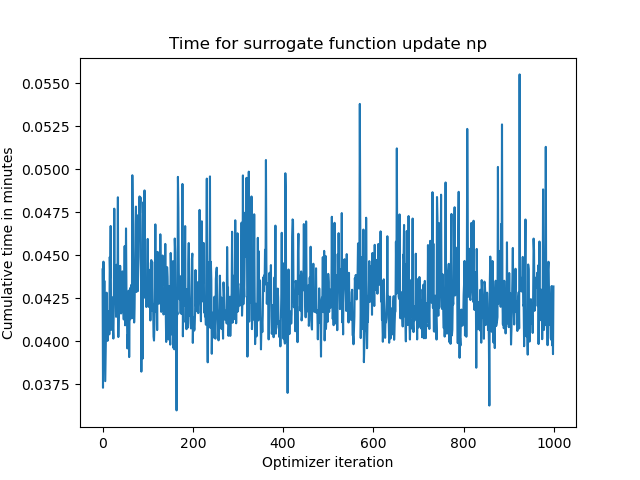 Time for surrogate function update np
Cumulative time in minutes
0.0550
0.0525
0.0500
0.0475
0.0450
0.0425
0.0400
0.0375
0 200 400 600 800 1000
Optimizer iteration